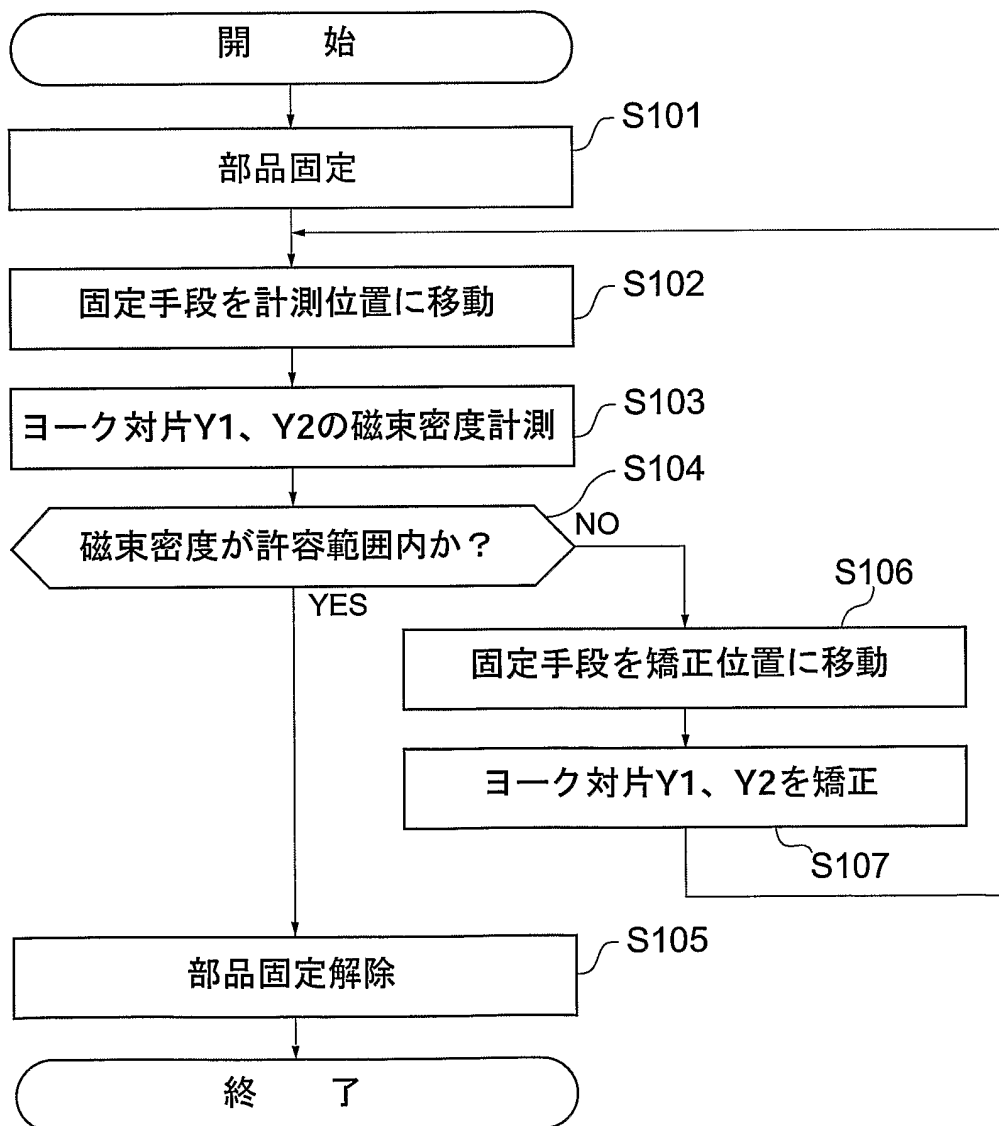 開 始
S101
部品固定
S102
固定手段を計測位置に移動
S103
ヨーク対片Y1、Y2の磁束密度計測
S104
磁束密度が許容範囲内か？
NO
YES
S106
固定手段を矯正位置に移動
ヨーク対片Y1、Y2を矯正
S107
S105
部品固定解除
終 了